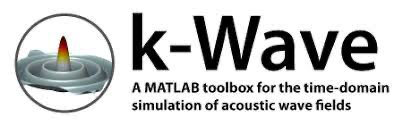 k-Wave
A MATLAB toolbox for the time-domain
simulation of acoustic wave fields